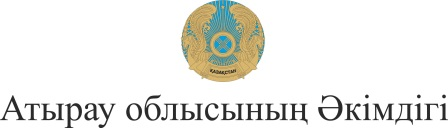 ҚАЗАҚСТАН
Атырау облысының Әкімдігі